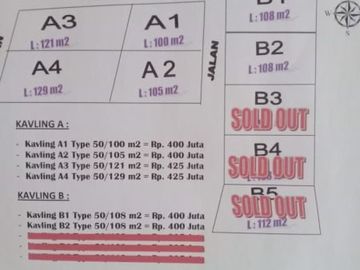 A3
L: 121 m2
A1
L: 100 m2
A4
L: 129 m2
A2
L: 105 m2
JALAN
L: 108 m2
B2
L: 108 m2
B3
SOLD OUT
B4
SOLD OUT
B5
SOLD OUT
L: 112 m2
W
S
KAVLING A :
- Kavling A1 Type 50/100 m2 = Rp. 400 Juta
- Kavling A2 Type 50/105 m2 = Rp. 400 Juta
- Kavling A3 Type 50/121 m2 = Rp. 425 Juta
- Kavling A4 Type 50/129 m2 = Rp. 425 Juta
KAVLING B :
- Kavling B1 Type 50/108 m2 = Rp. 400 Juta
- Kavling B2 Type 50/108 m2 = Rp. 400 Juta